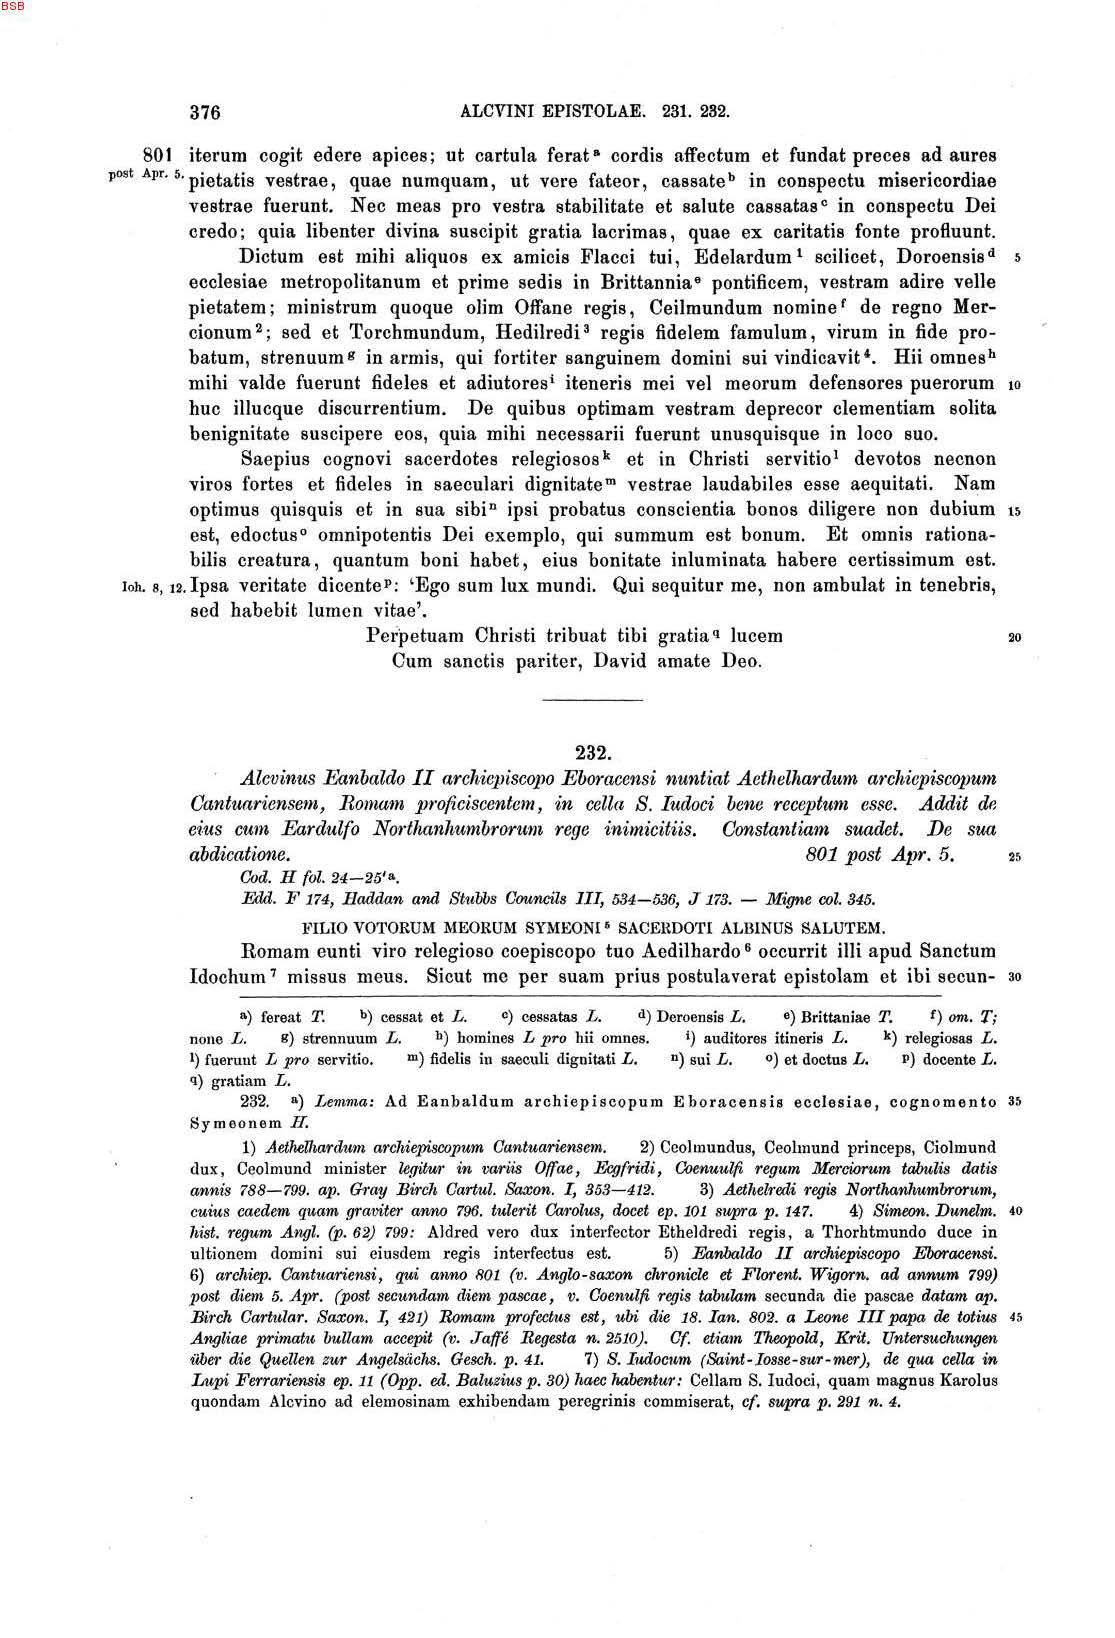 BSB
376 ALCVINI EPISTOLAE. 231. 232.
801 iterum cogit edere apices; ut cartula ferat a cordis affectum et fundat preces ad aures
post Apr. 5. pietatis vestrae, quae numquam, ut vere fateor, cassate b in conspectu misericordiae
vestrae fuerunt. Nec meas pro vestra stabilitate et salute cassatas c in conspectu Dei
credo; quia libenter divina suscipit gratia lacrimas, quae ex caritatis fonte profluunt.
Dictum est mihi aliquos ex amicis Flacci tui, Edelardum 1 scilicet, Doroensis d 5
ecclesiae metropolitanum et prime sedis in Brittannia e pontificem, vestram adire velle
pietatem; ministrum quoque olim Offane regis, Ceilmundum nomine f de regno Mer-
cionum 2; sed et Torchmundum, Hedilredi 3 regis fidelem famulum, virum in fide pro-
batum, strenuum g in armis, qui fortiter sanguinem domini sui vindicavit 4. Hii omnes h
mihi valde fuerunt fideles et adiutores i iteneris mei vel meorum defensores puerorum 10
huc illucque discurrentium. De quibus optimam vestram deprecor clementiam solita
benignitate suscipere eos, quia mihi necessarii fuerunt unusquisque in loco suo.
Saepius cognovi sacerdotes relegiosos k et in Christi servitio l devotos necnon
viros fortes et fideles in saeculari dignitate m vestrae laudabiles esse aequitati. Nam
optimus quisquis et in sua sibi n ipsi probatus conscientia bonos diligere non dubium 15
est, edoctus o omnipotentis Dei exemplo, qui summum est bonum. Et omnis rationa-
bilis creatura, quantum boni habet, eius bonitate inluminata habere certissimum est.
Ioh. 8, 12. Ipsa veritate dicente p: ‘Ego sum lux mundi. Qui sequitur me, non ambulat in tenebris,
sed habebit lumen vitae’.
Perpetuam Christi tribuat tibi gratia q lucem 20
Cum sanctis pariter, David amate Deo.
232.
Alcvinus Eanbaldo II archiepiscopo Eboracensi nuntiat Aethelhardum archiepiscopum
Cantuariensem, Romam proficiscentem, in cella S. Iudoci bene receptum esse. Addit de
eius cum Eardulfo Northanhumbrorum rege inimicitiis. Constantiam suadet. De sua
abdicatione. 801 post Apr. 5. 25
Cod. H fol. 24—25' a.
Edd. F 174, Haddan and Stubbs Councils III, 534—536, J 173. — Migne col. 345.
FILIO VOTORUM MEORUM SYMEONI 5 SACERDOTI ALBINUS SALUTEM.
Romam eunti viro relegioso coepiscopo tuo Aedilhardo 6 occurrit illi apud Sanctum
Idochum 7 missus meus. Sicut me per suam prius postulaverat epistolam et ibi secun- 30
a) fereat T. b) cessat et L. c) cessatas L. d) Deroensis L. e) Brittaniae T. f) om. T;
none L. g) strennuum L. h) homines L pro hii omnes. i) auditores itineris L. k) relegiosas L.
l) fuerunt L pro servitio. m) fidelis in saeculi dignitati L. n) sui L. o) et doctus L. p) docente L.
q) gratiam L.
232. a) Lemma: Ad Eanbaldum archiepiscopum Eboracensis ecclesiae, cognomento 35
Symeonem H.
1) Aethelhardum archiepiscopum Cantuariensem. 2) Ceolmundus, Ceolmund princeps, Ciolmund
dux, Ceolmund minister legitur in variis Offae, Ecgfridi, Coenuulfi regum Merciorum tabulis datis
annis 788—799. ap. Gray Birch Cartul. Saxon. I, 353—412. 3) Aethelredi regis Northanhumbrorum,
cuius caedem quam graviter anno 796. tulerit Carolus, docet ep. 101 supra p. 147. 4) Simeon. Dunelm. 40
hist. regum Angl. (p. 62) 799: Aldred vero dux interfector Etheldredi regis, a Thorhtmundo duce in
ultionem domini sui eiusdem regis interfectus est. 5) Eanbaldo II archiepiscopo Eboracensi.
6) archiep. Cantuariensi, qui anno 801 (v. Anglo-saxon chronicle et Florent. Wigorn. ad annum 799)
post diem 5. Apr. (post secundam diem pascae, v. Coenulfi regis tabulam secunda die pascae datam ap.
Birch Cartular. Saxon. I, 421) Romam profectus est, ubi die 18. Ian. 802. a Leone III papa de totius 45
Angliae primatu bullam accepit (v. Jaffé Regesta n. 2510). Cf. etiam Theopold, Krit. Untersuchungen
über die Quellen zur Angelsächs. Gesch. p. 41. 7) S. Iudocum (Saint-Iosse-sur-mer), de qua cella in
Lupi Ferrariensis ep. 11 (Opp. ed. Baluzius p. 30) haec habentur: Cellam S. Iudoci, quam magnus Karolus
quondam Alcvino ad elemosinam exhibendam peregrinis commiserat, cf. supra p. 291 n. 4.